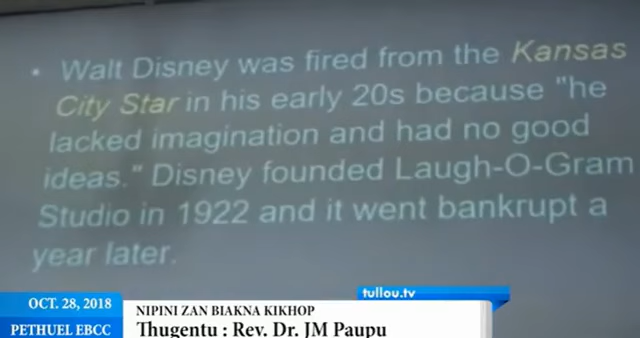 • Walt Disney was fired from the Kansas
City Star in his early 20s because "he
lacked imagination and had no good
ideas." Disney founded Laugh-O-Gram
Studio in 1922 and it went bankrupt a
year later.
tullou.tv
OCT. 28, 2018
NIPINI ZAN BIAKNA KIKHOP
PETHUEL EBCC
Thugentu : Rev. Dr. JM Paupu